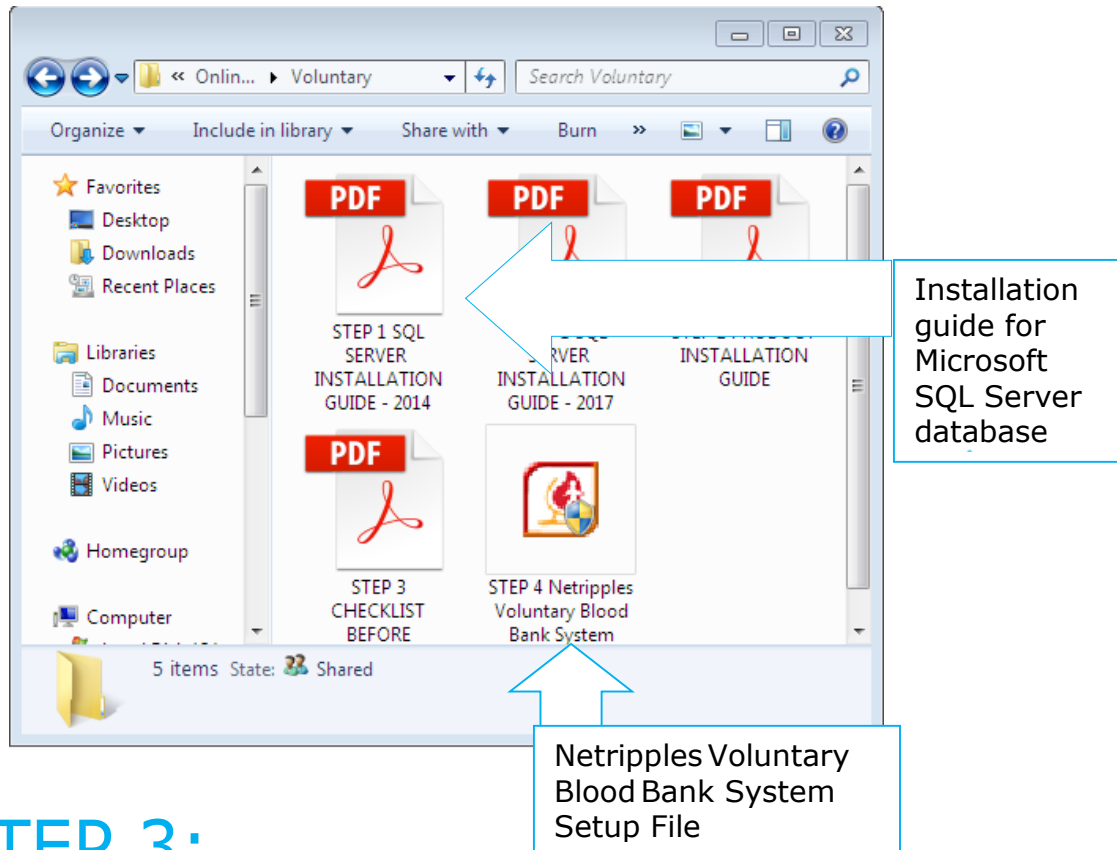 « Onlin... ▸ Voluntary
Search Voluntary
Organize ▾ Include in library ▾ Share with ▾ Burn »
Favorites
Desktop
Downloads
Recent Places
Libraries
Documents
Music
Pictures
Videos
Homegroup
Computer
PDF
STEP 1 SQL
SERVER
INSTALLATION
GUIDE - 2014
PDF
INSTALLATION
GUIDE - 2017
PDF
INSTALLATION
GUIDE
PDF
STEP 3
CHECKLIST
BEFORE
STEP 4 Netripples
Voluntary Blood
Bank System
5 items State: Shared
Installation
guide for
Microsoft
SQL Server
database
Netripples Voluntary
Blood Bank System
Setup File
TEP 3: